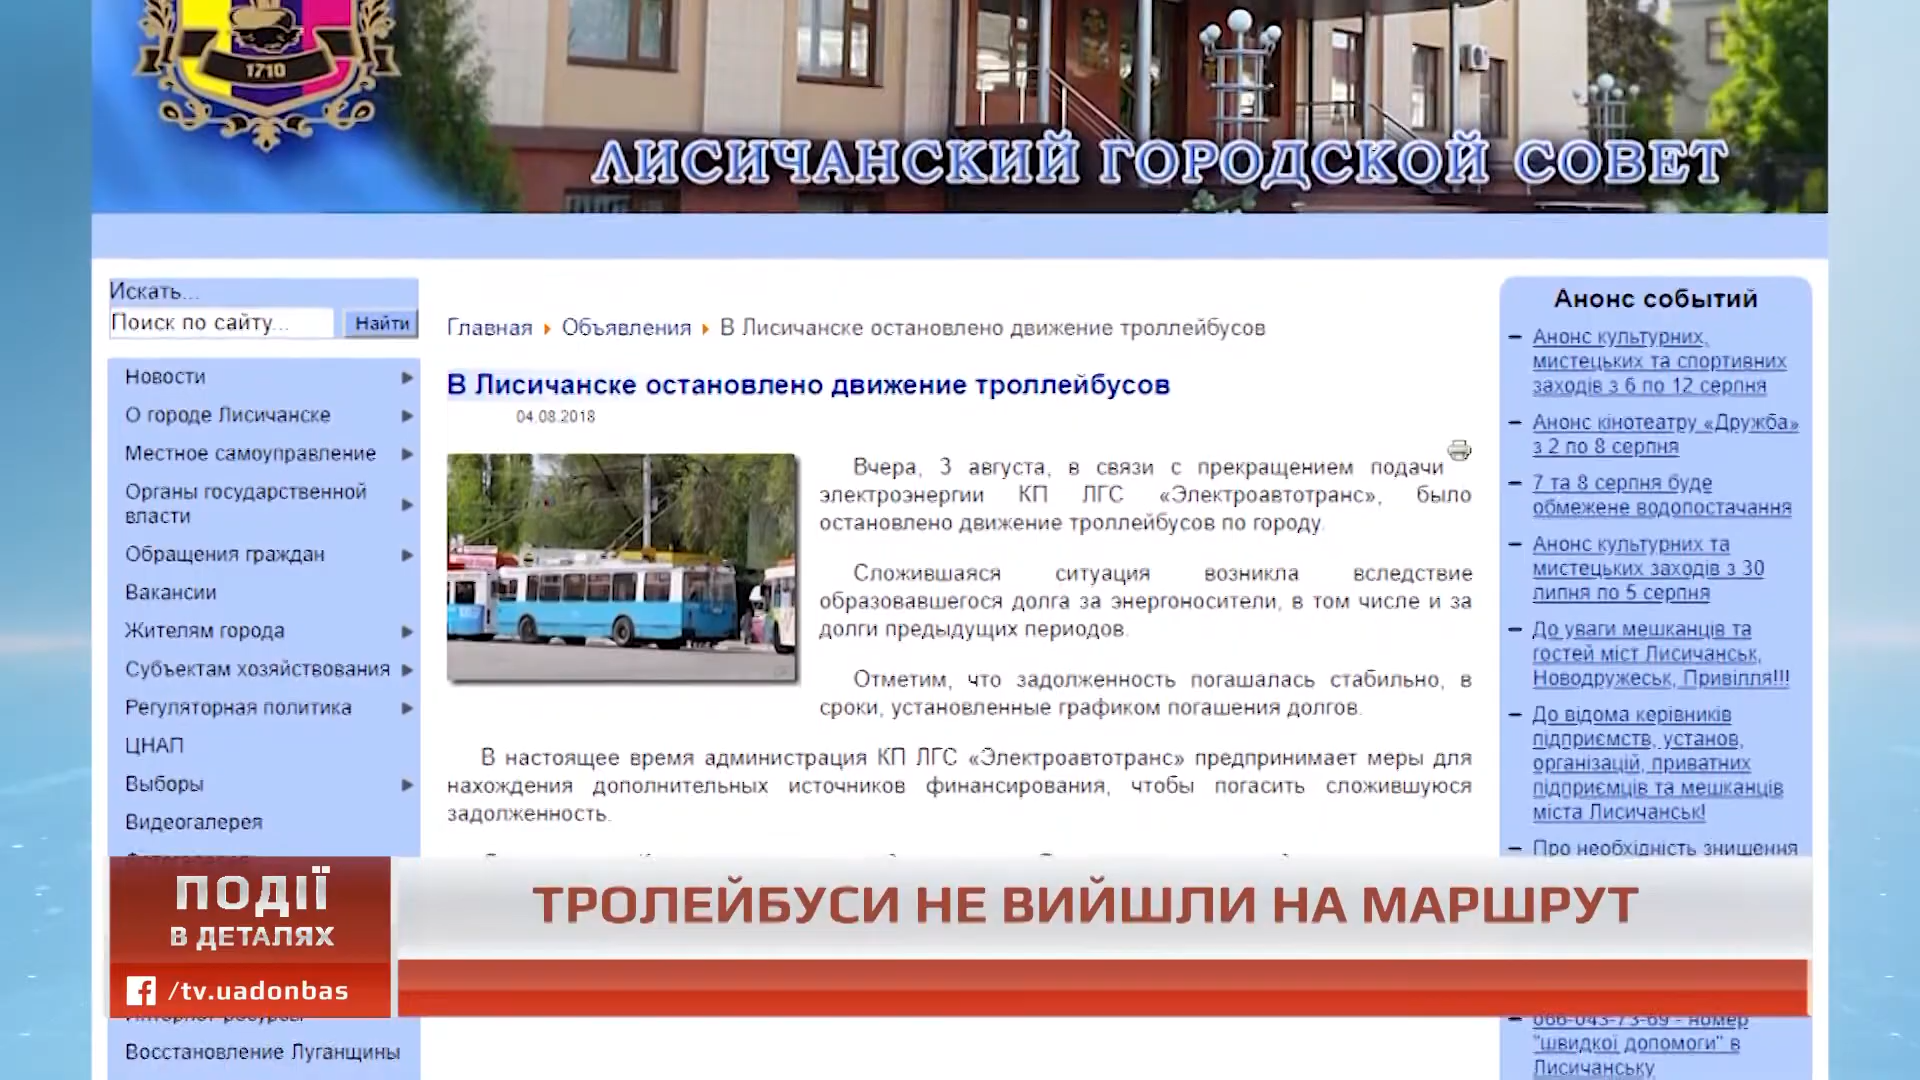 1710
ЛИСИЧАНСКИЙ ГОРОДСКОЙ СОВЕТ
Искать...
Поиск по сайту...
Найти
Новости
О городе Лисичанске
Местное самоуправление
Органы государственной
власти
Обращения граждан
Вакансии
Жителям города
Субъектам хозяйствования
Регуляторная политика
ЦНАП
Выборы
Видеогалерея
Восстановление Луганщины
Главная Объявления В Лисичанске остановлено движение троллейбусов
В Лисичанске остановлено движение троллейбусов
04.08.2018
Вчера, 3 августа, в связи с прекращением подачи
электроэнергии КП ЛГС «Электроавтотранс», было
остановлено движение троллейбусов по городу.
Сложившаяся ситуация возникла вследствие
образовавшегося долга за энергоносители, в том числе и за
долги предыдущих периодов.
Отметим, что задолженность погашалась стабильно, в
сроки, установленные графиком погашения долгов.
В настоящее время администрация КП ЛГС «Электроавтотранс» предпринимает меры для
нахождения дополнительных источников финансирования, чтобы погасить сложившуюся
задолженность.
Анонс событий
Анонс культурних,
мистецьких та спортивних
заходів з 6 по 12 серпня
Анонс кінотеатру «Дружба»
з 2 по 8 серпня
7 та 8 серпня буде
обмежене водопостачання
Анонс культурних та
мистецьких заходів з 30
липня по 5 серпня
До уваги мешканців та
гостей міст Лисичанськ,
Новодружеськ, Привілля!!!
До відома керівників
підприємств, установ,
організацій, приватних
підприємців та мешканців
міста Лисичанськ!
Про необхідність знищення
066-043-73-69 - номер
"швидкої допомоги" в
Лисичанську
ПОДІЇ
В ДЕТАЛЯХ
/tv.uadonbas
ТРОЛЕЙБУСИ НЕ ВИЙШЛИ НА МАРШРУТ